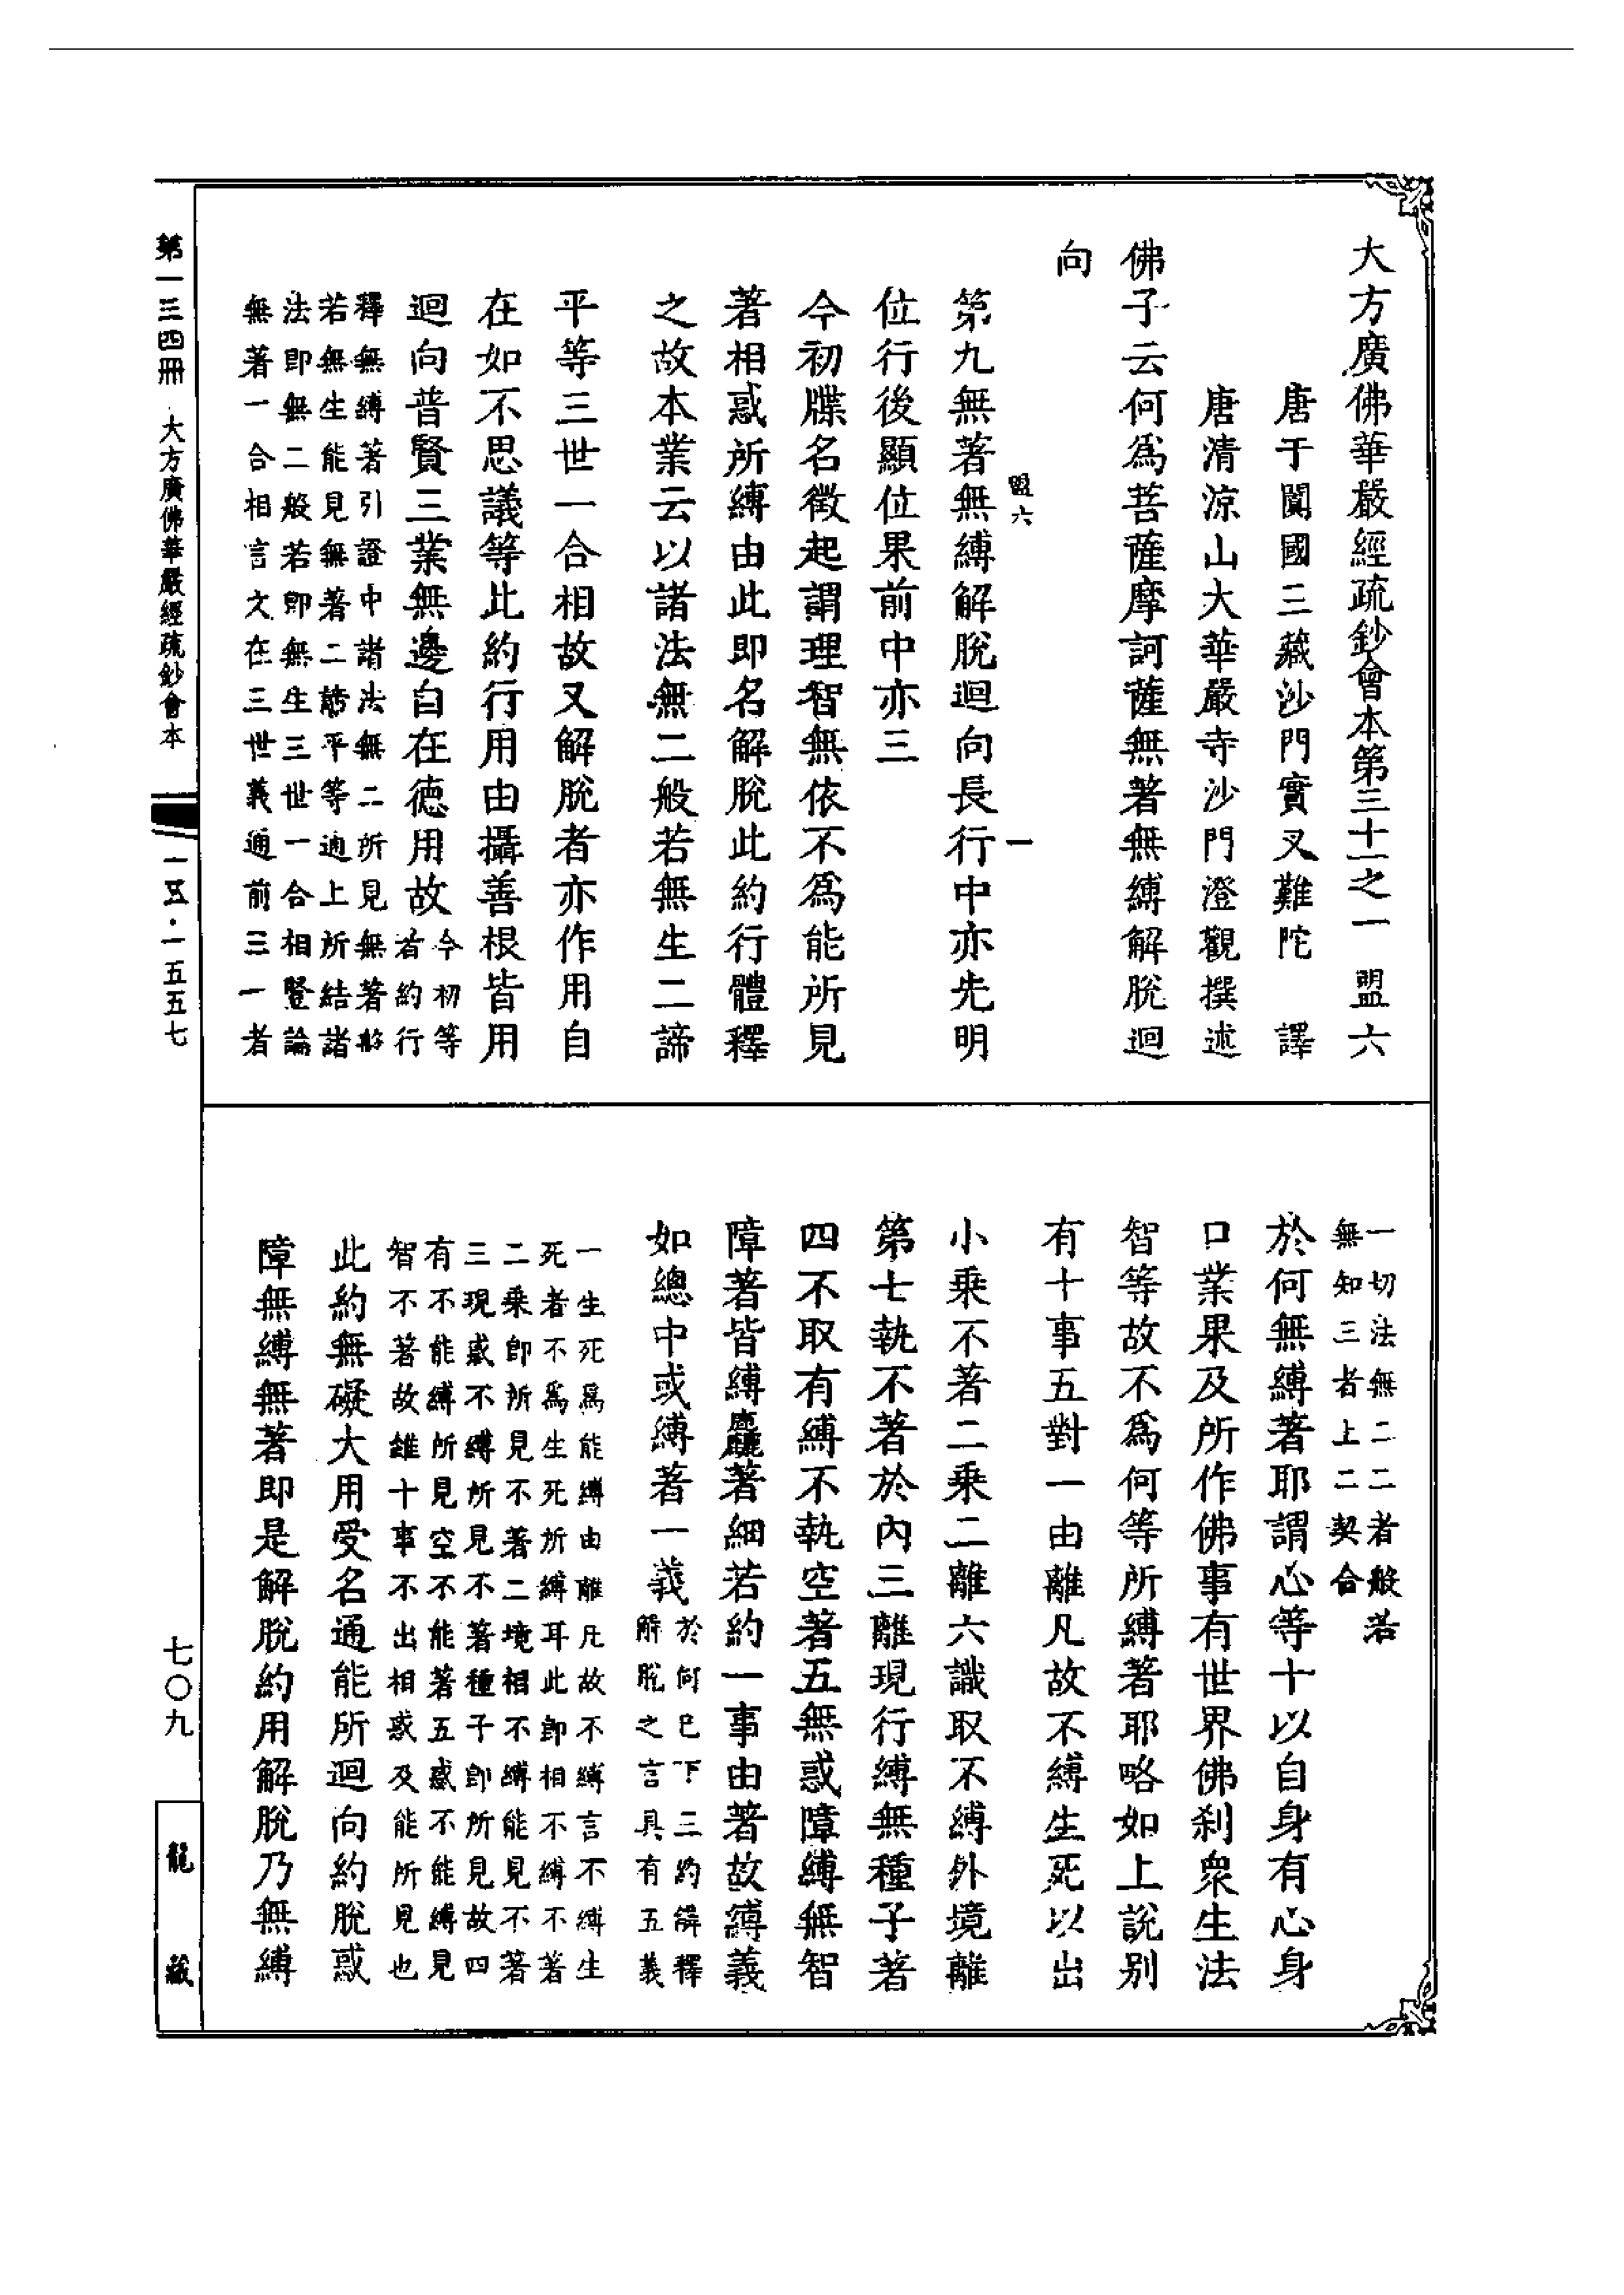 大方廣佛華嚴經疏鈔會本第三十一之一　盟六
唐于闐國三藏沙門實叉難陀　譯
唐清涼山大華嚴寺沙門澄觀撰述
佛子云何爲菩薩摩訶薩無著無縛解脫迴
向
盟六　一
第九無著無縛解脫迴向長行中亦先明
位行後顯位果前中亦三
今初牒名徵起謂理智無依不爲能所見
著相惑所縛由此即名解脫此約行體釋
之故本業云以諸法無二般若無生二諦
平等三世一合相故又解脫者亦作用自
在如不思議等此約行用由攝善根皆用
迴向普賢三業無邊自在德用故今初等
者約行
釋無縛著引證中諸法無二所見無著般
若無生能見無著二諦平等通上所結諸
法即無二般若即無生三世一合相豎論
無著一合相言文在三世義通前三一者
一切法無二二者般若
無知三者上二契合
於何無縛著耶謂心等十以自身有心身
口業果及所作佛事有世界佛刹衆生法
智等故不爲何等所縛著耶略如上說別
有十事五對一由離凡故不縛生死以出
小乘不著二乘二離六識取不縛外境離
第七執不著於內三離現行縛無種子著
四不取有縛不執空著五無惑障縛無智
障著皆縛麤著細若約一事由著故縛義
如總中或縛著一義於何已下三約解釋
解脫之言具有五義
一生死爲能縛由離凡故不縛言不縛生
死者不爲生死所縛耳此即相不縛不著
二乘即所見不著二境相不縛能見不著
三現惑不縛所見不著種子即所見故四
有不能縛所見空不能著五惑不能縛見
智不著故雖十事不出相惑及能所見也
此約無礙大用受名通能所迴向約脫惑
障無縛無著即是解脫約用解脫乃無縛
第一三四冊　大方廣佛華嚴經疏鈔會本　一五·一五五七
七〇九
龍藏